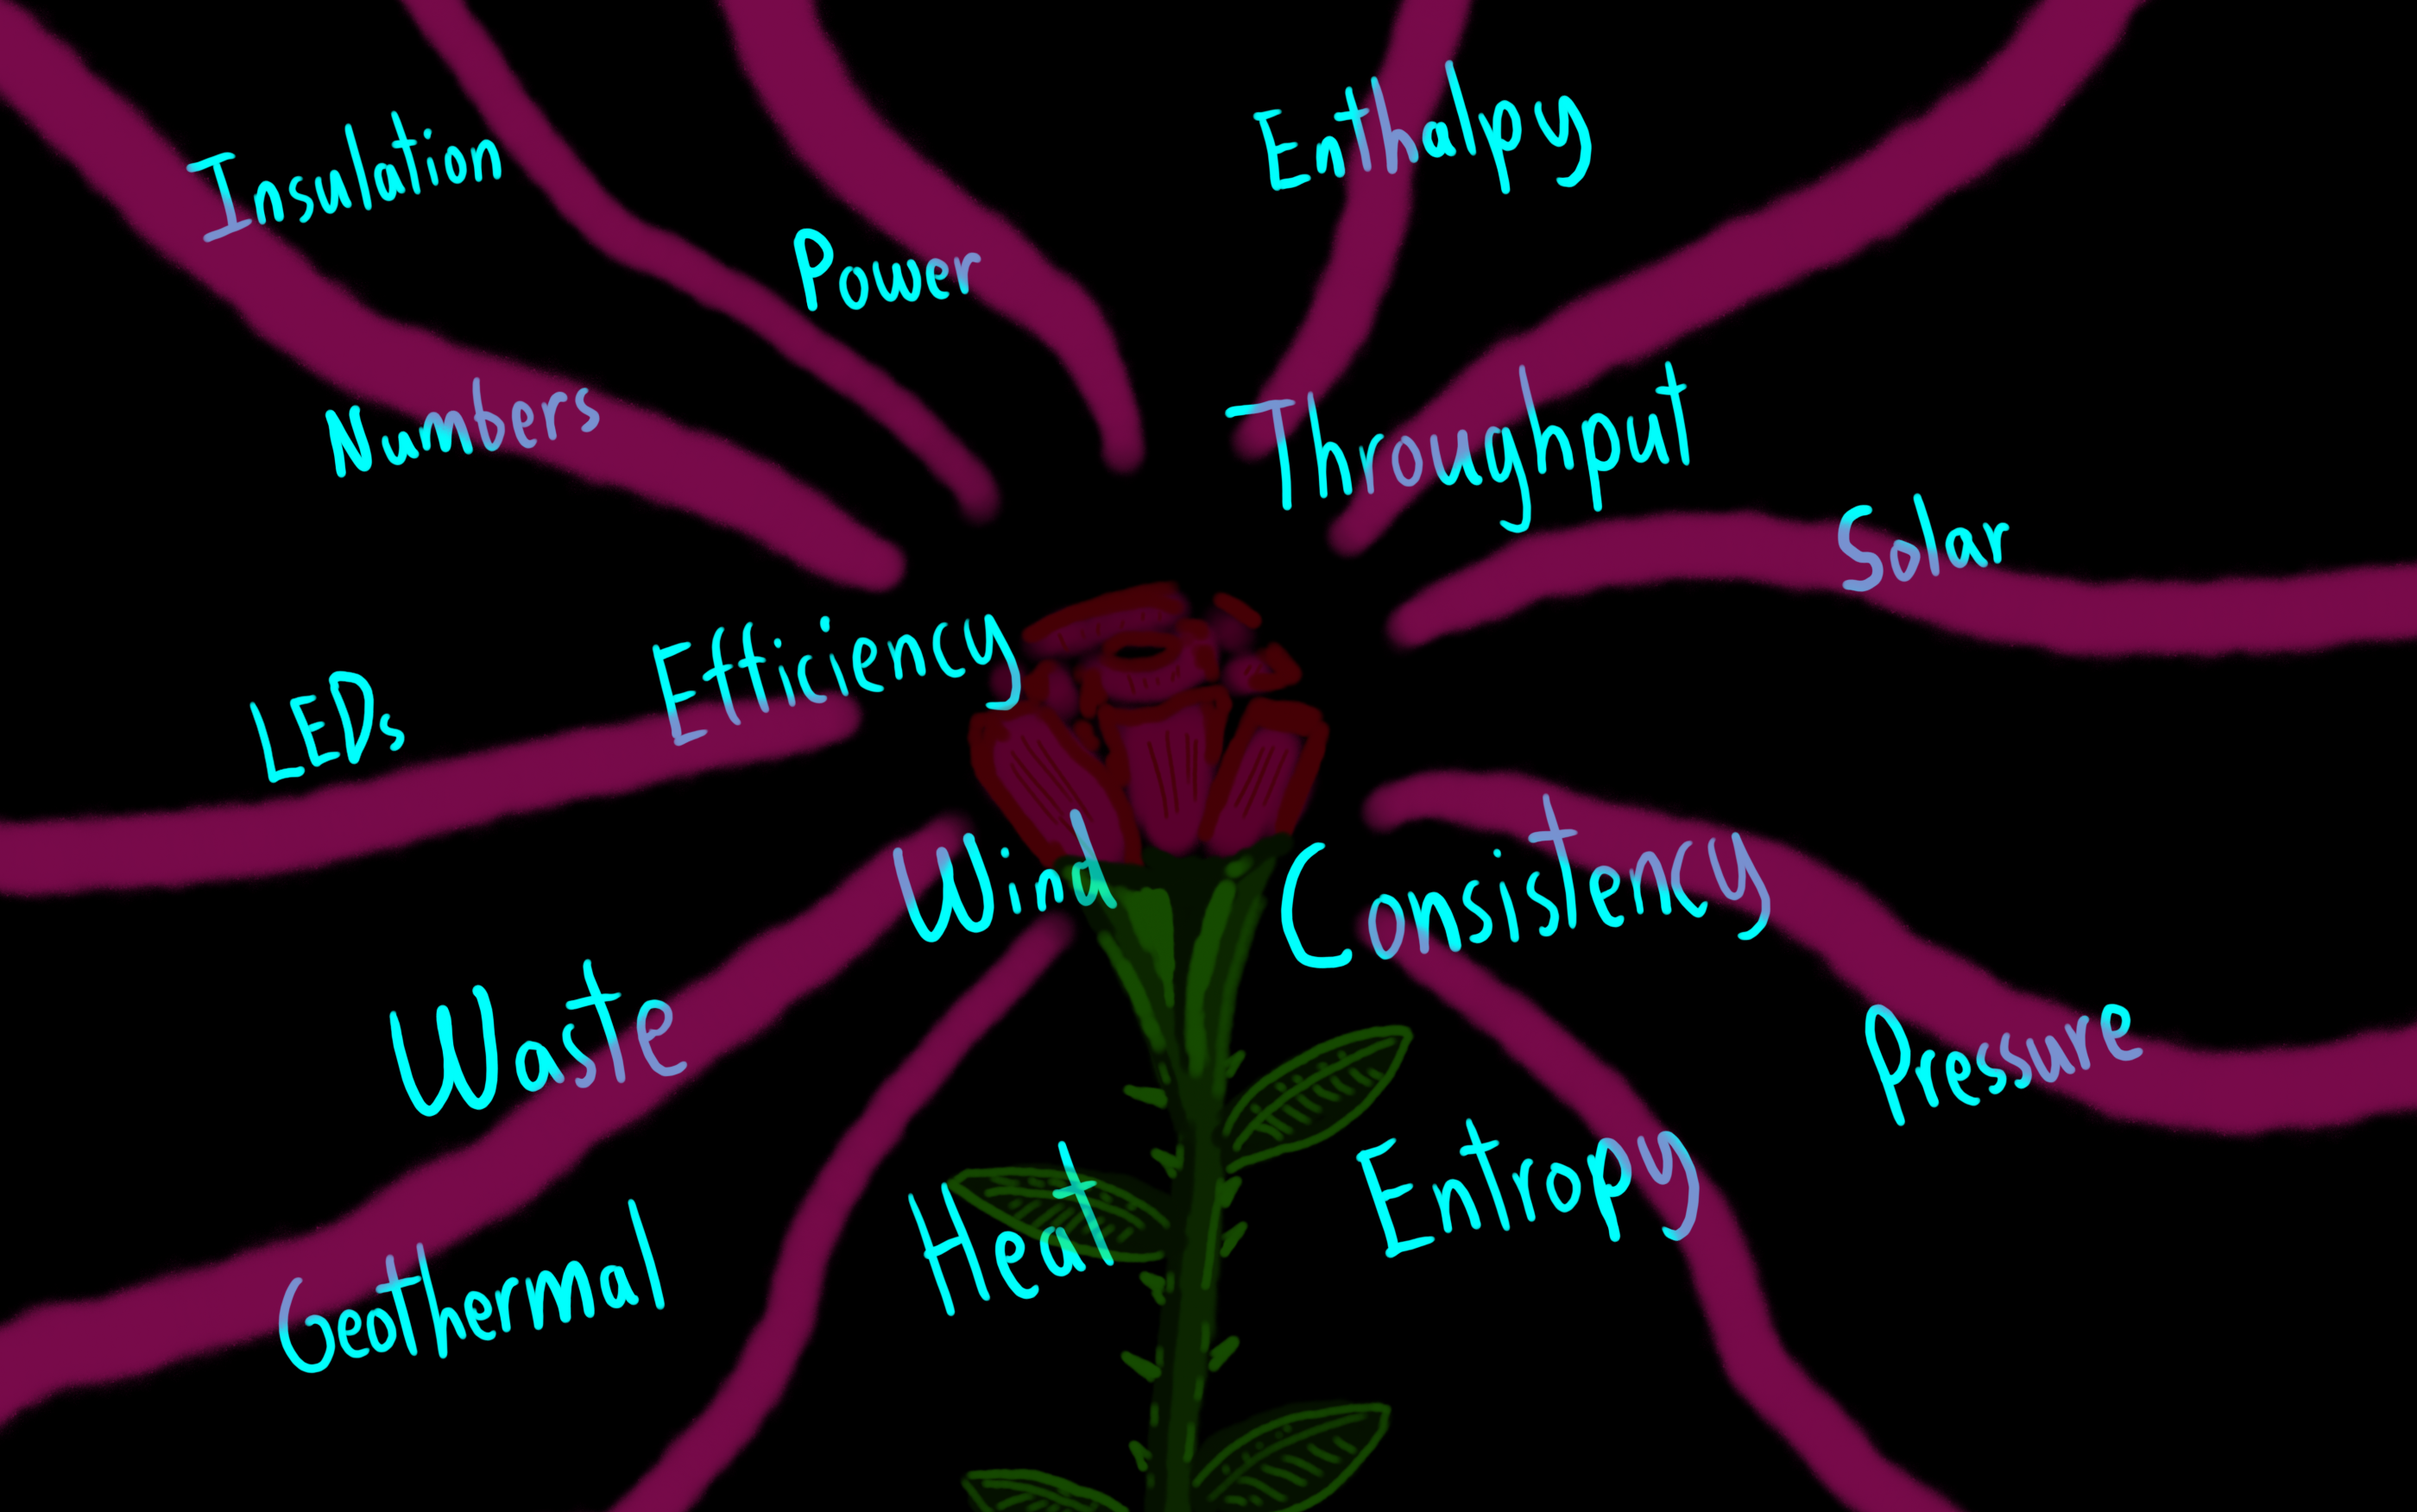 Insulation
Enthalpy
Power
Numbers
Throughput
Solar
Efficiency
LEDs
Wind
Consistency
Waste
Pressure
Heat
Entropy
Geothermal